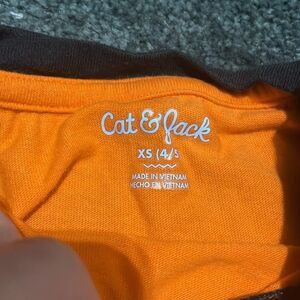 Cat & Jack
XS (4/5
MADE IN VIETNAM
HECHO EN VIETNAM